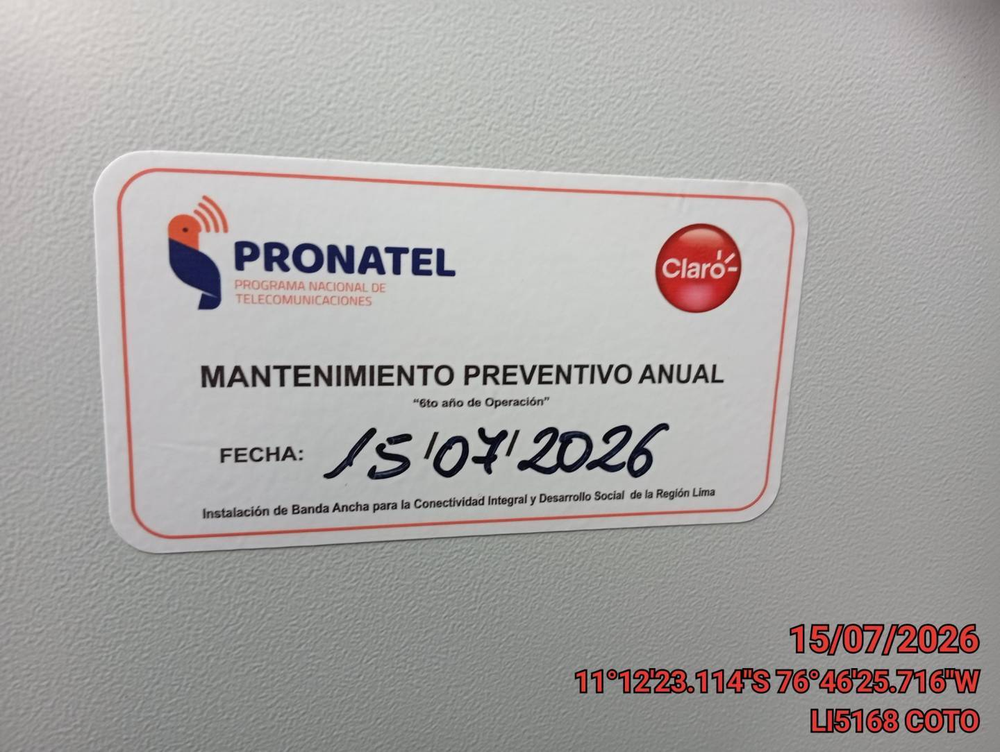 PRONATEL
PROGRAMA NACIONAL DE
TELECOMUNICACIONES
Claro
MANTENIMIENTO PREVENTIVO ANUAL
“6to año de Operación”
FECHA: 15/07/2026
Instalación de Banda Ancha para la Conectividad Integral y Desarrollo Social de la Región Lima
15/07/2026
11°12'23.114"S 76°46'25.716"W
LI5168 COTO